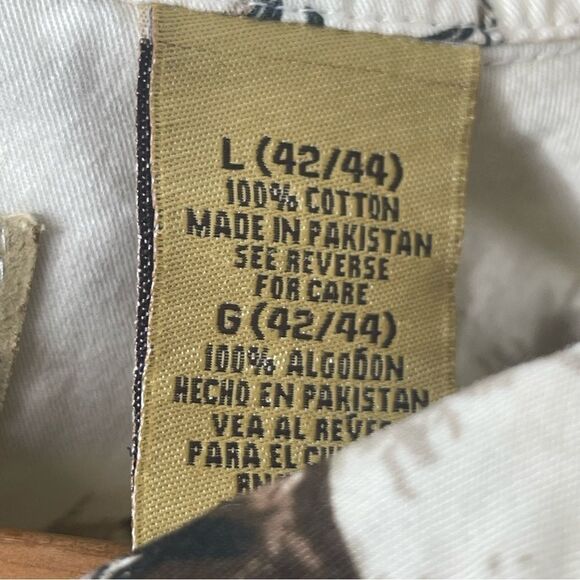 L (42/44)
100% COTTON
MADE IN PAKISTAN
SEE REVERSE
FOR CARE
G (42/44)
100% ALGODÓN
HECHO EN PAKISTAN
VEA AL
PARA EL